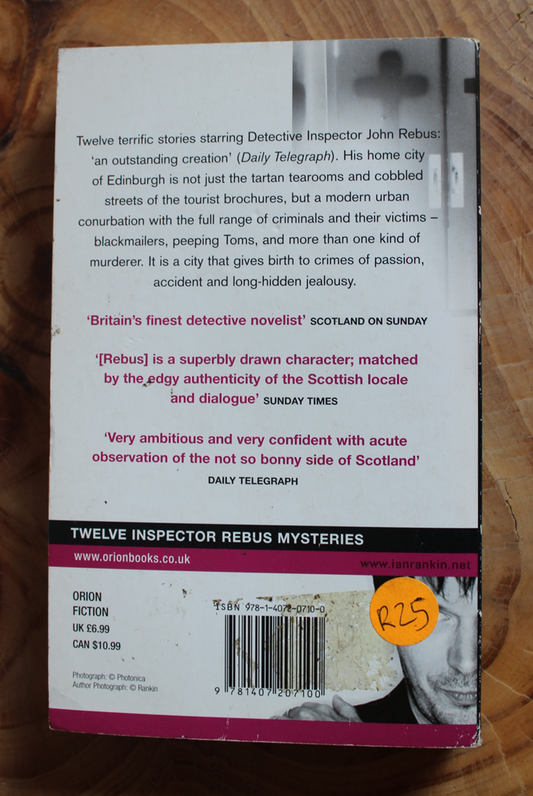 Twelve terrific stories starring Detective Inspector John Rebus:
‘an outstanding creation’ (Daily Telegraph). His home city
of Edinburgh is not just the tartan tearooms and cobbled
streets of the tourist brochures, but a modern urban
conurbation with the full range of criminals and their victims –
blackmailers, peeping Toms, and more than one kind of
murderer. It is a city that gives birth to crimes of passion,
accident and long-hidden jealousy.
‘Britain’s finest detective novelist’ SCOTLAND ON SUNDAY
‘[Rebus] is a superbly drawn character; matched
by the edgy authenticity of the Scottish locale
and dialogue’ SUNDAY TIMES
‘Very ambitious and very confident with acute
observation of the not so bonny side of Scotland’
DAILY TELEGRAPH
TWELVE INSPECTOR REBUS MYSTERIES
www.orionbooks.co.uk
www.ianrankin.net
ORION
FICTION
UK £6.99
CAN $10.99
Photograph: © Photonica
Author Photograph: © Rankin
ISBN 978-1-4072-0710-0
9 781407 207100
R25